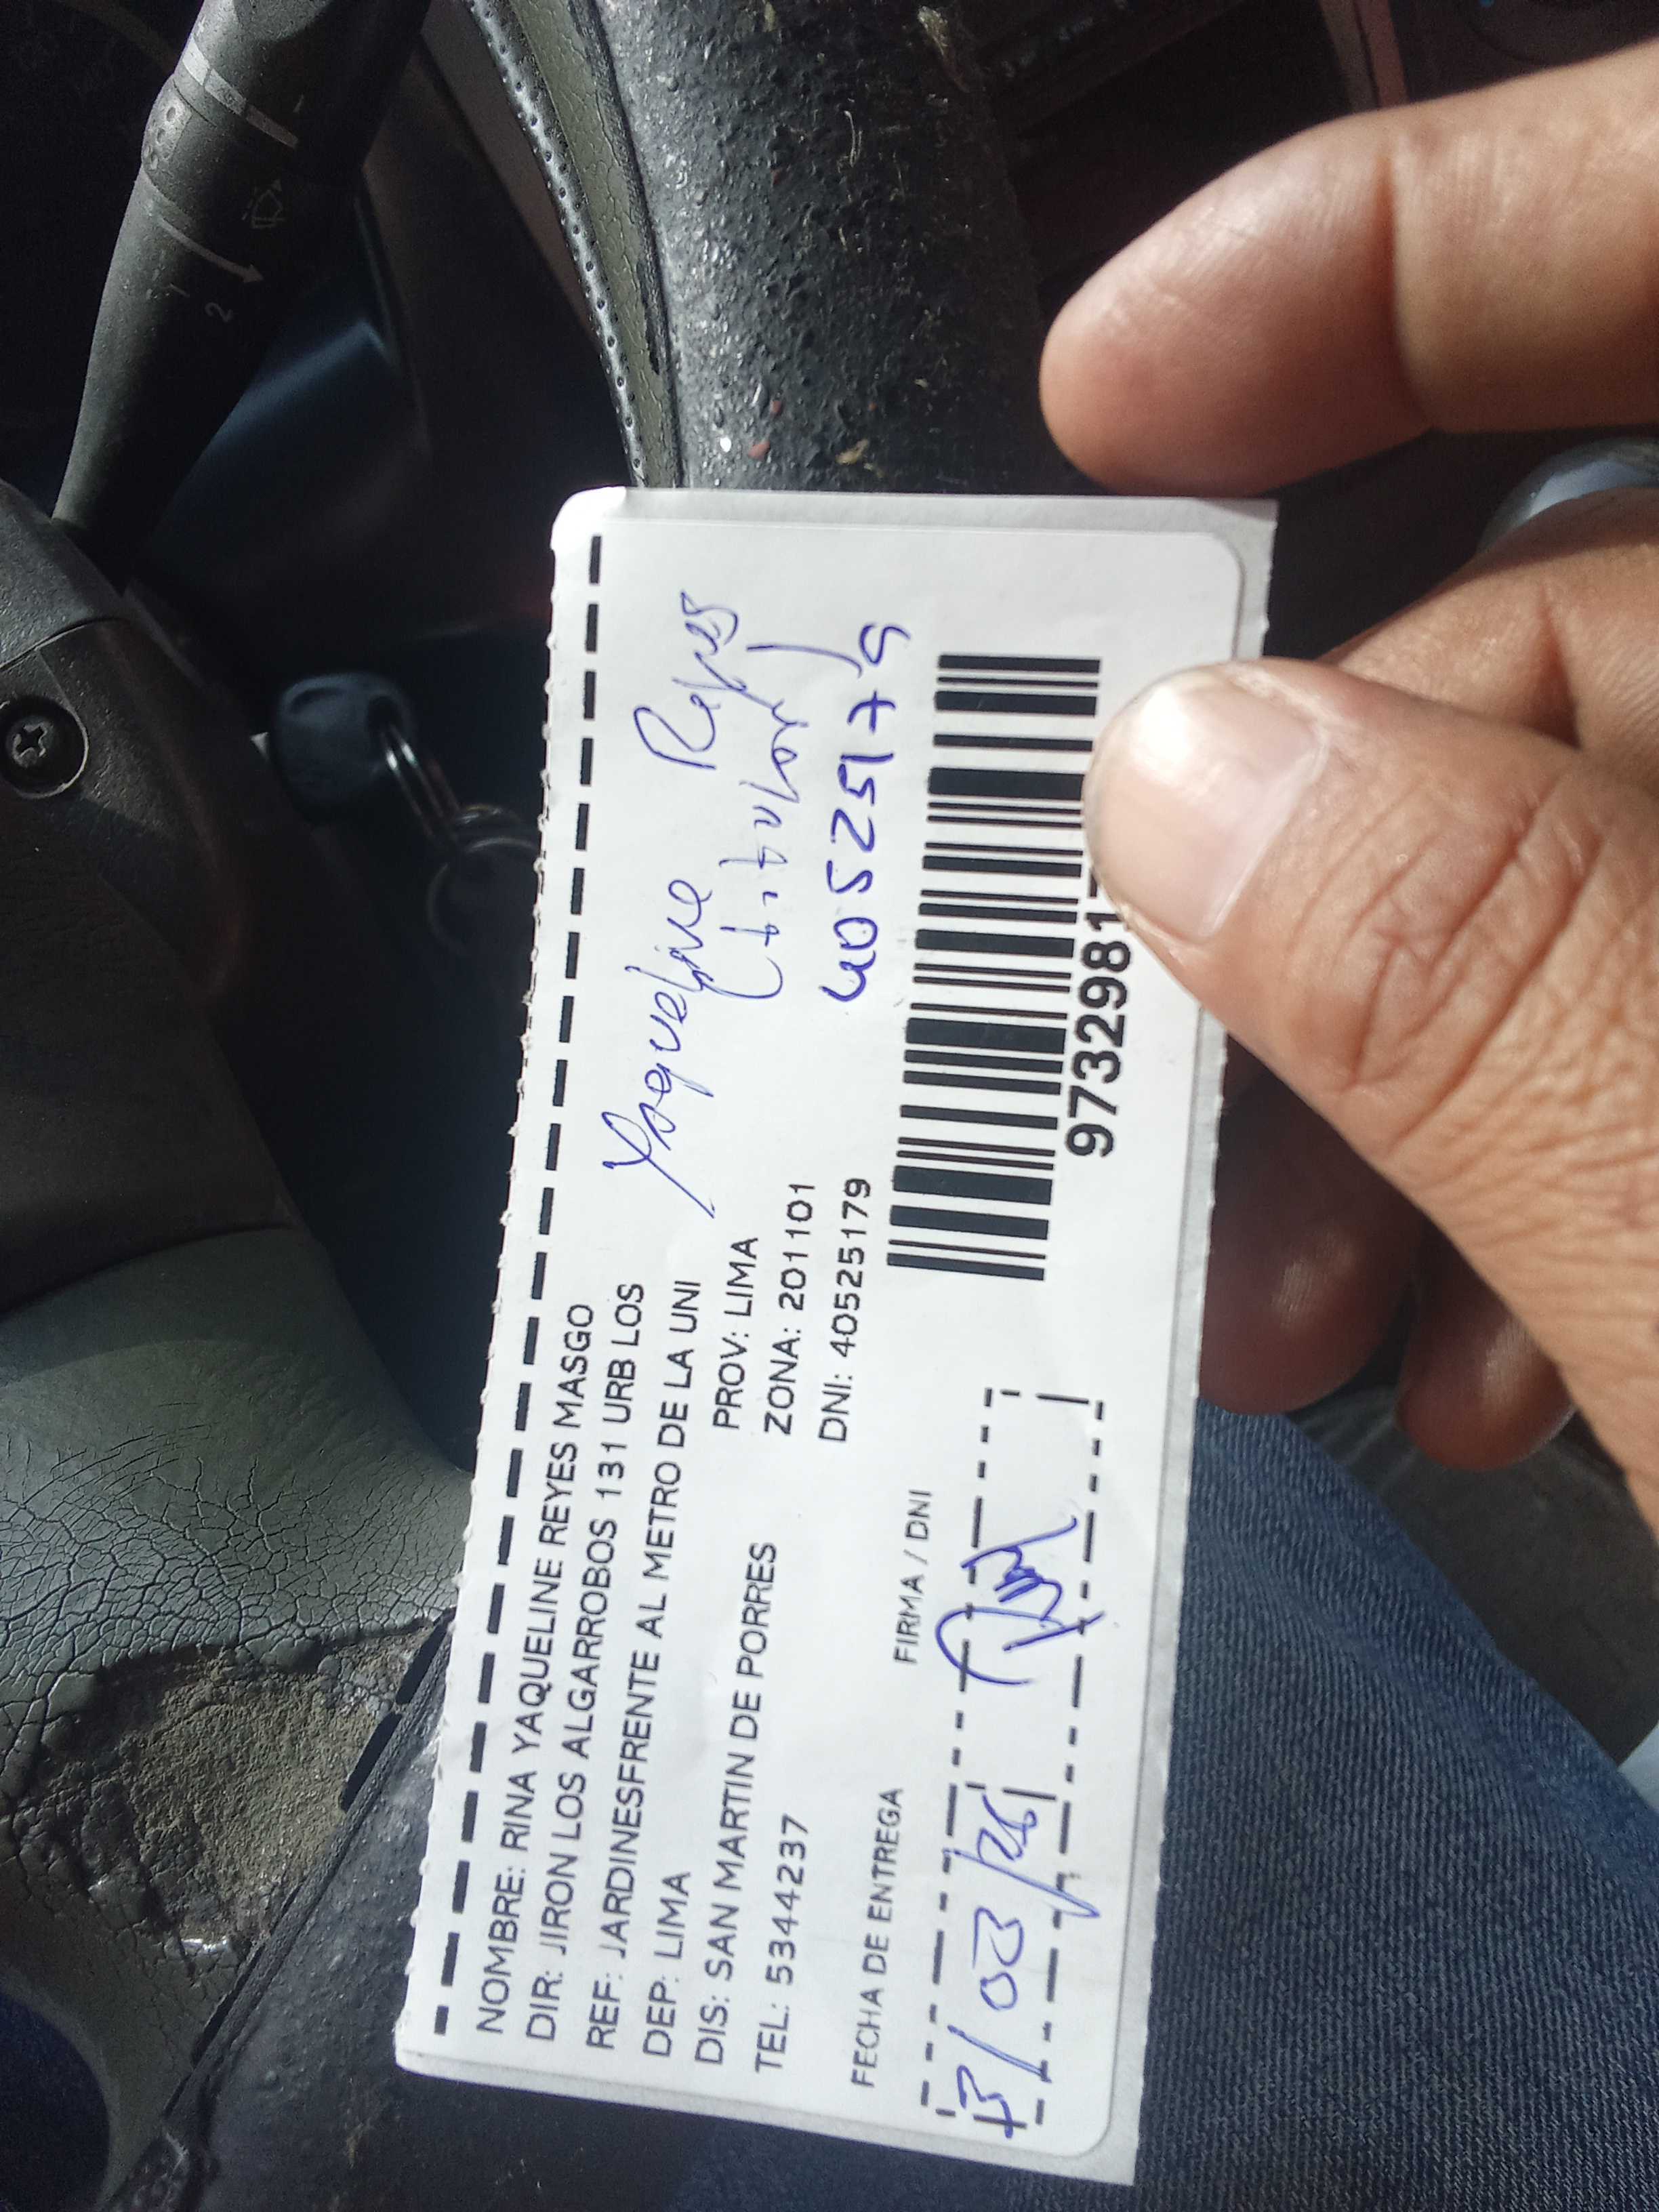 NOMBRE: RINA YAQUELINE REYES MASGO
DIR: JIRON LOS ALGARROBOS 131 URB LOS
REF: JARDINESFRENTE AL METRO DE LA UNI
DEP: LIMA PROV: LIMA
DIS: SAN MARTIN DE PORRES ZONA: 201101
TEL: 5344237 DNI: 40525179
Yaqueline Reyes
(titular)
40525179
FECHA DE ENTREGA FIRMA / DNI
9732981
1
2